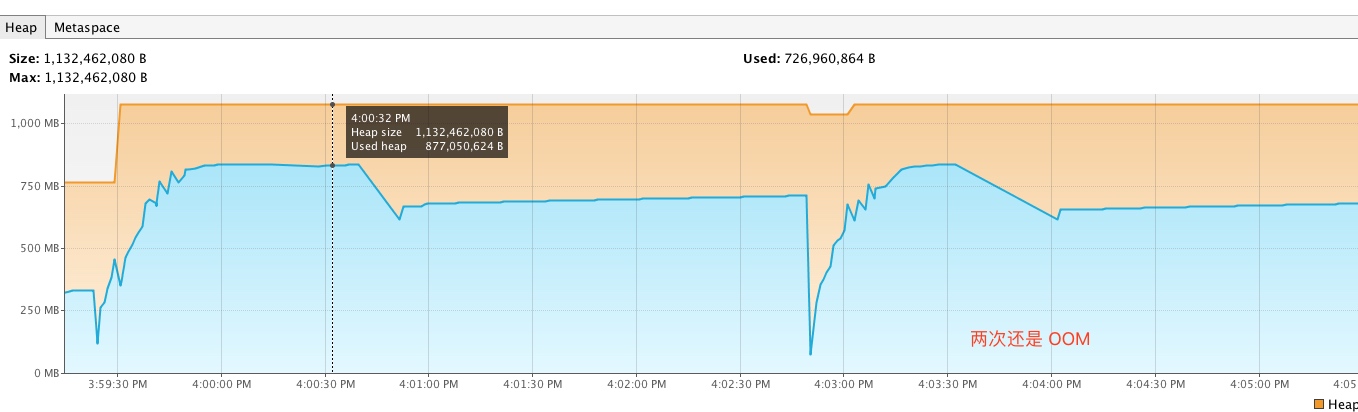 Heap Metaspace
Size: 1,132,462,080 B Used: 726,960,864 B
Max: 1,132,462,080 B
4:00:32 PM
Heap size 1,132,462,080 B
Used heap 877,050,624 B
1,000 MB
750 MB
500 MB
250 MB
0 MB
两次还是 OOM
3:59:30 PM 4:00:00 PM 4:00:30 PM 4:01:00 PM 4:01:30 PM 4:02:00 PM 4:02:30 PM 4:03:00 PM 4:03:30 PM 4:04:00 PM 4:04:30 PM 4:05:00 PM 4:05
Heap